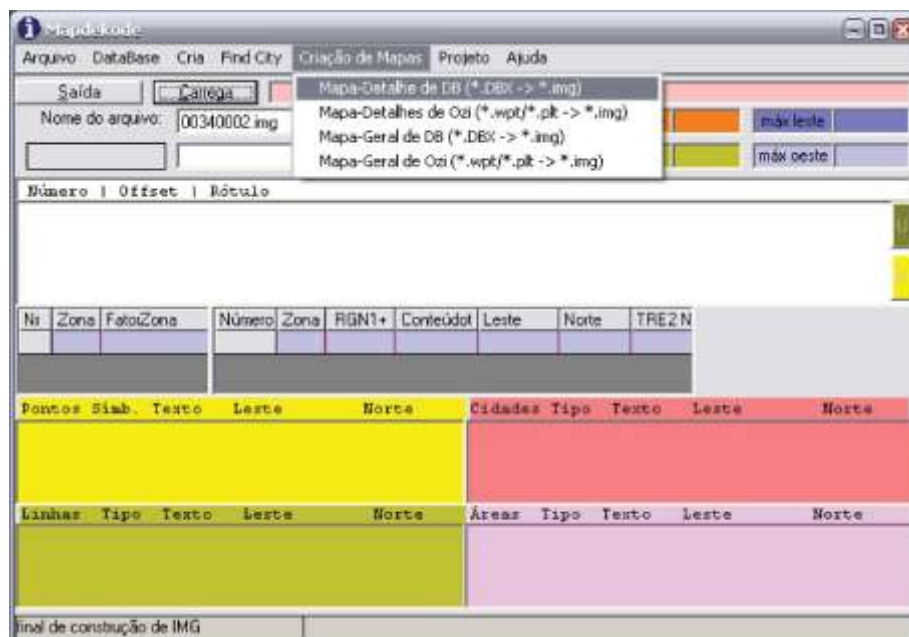 Mapdekode
Arquivo DataBase Cria Find City Criação de Mapas Projeto Ajuda
Saída Carrega
Mapa-Detalhe de DB (*.DBX -> *.img)
Mapa-Detalhes de Ozi (*.wpt/*.plt -> *.img)
Mapa-Geral de DB (*.DBX -> *.img)
Mapa-Geral de Ozi (*.wpt/*.plt -> *.img)
Nome do arquivo: 00340002.img máx leste
máx oeste
Número | Offset | Rótulo
Nr Zona Fator/Zona Número Zona RGN1+ Conteúdot Leste Norte TRE2 N
Pontos Simb. Texto Leste Norte Cidades Tipo Texto Leste Norte
Linhas Tipo Texto Leste Norte Áreas Tipo Texto Leste Norte
final de construção de IMG